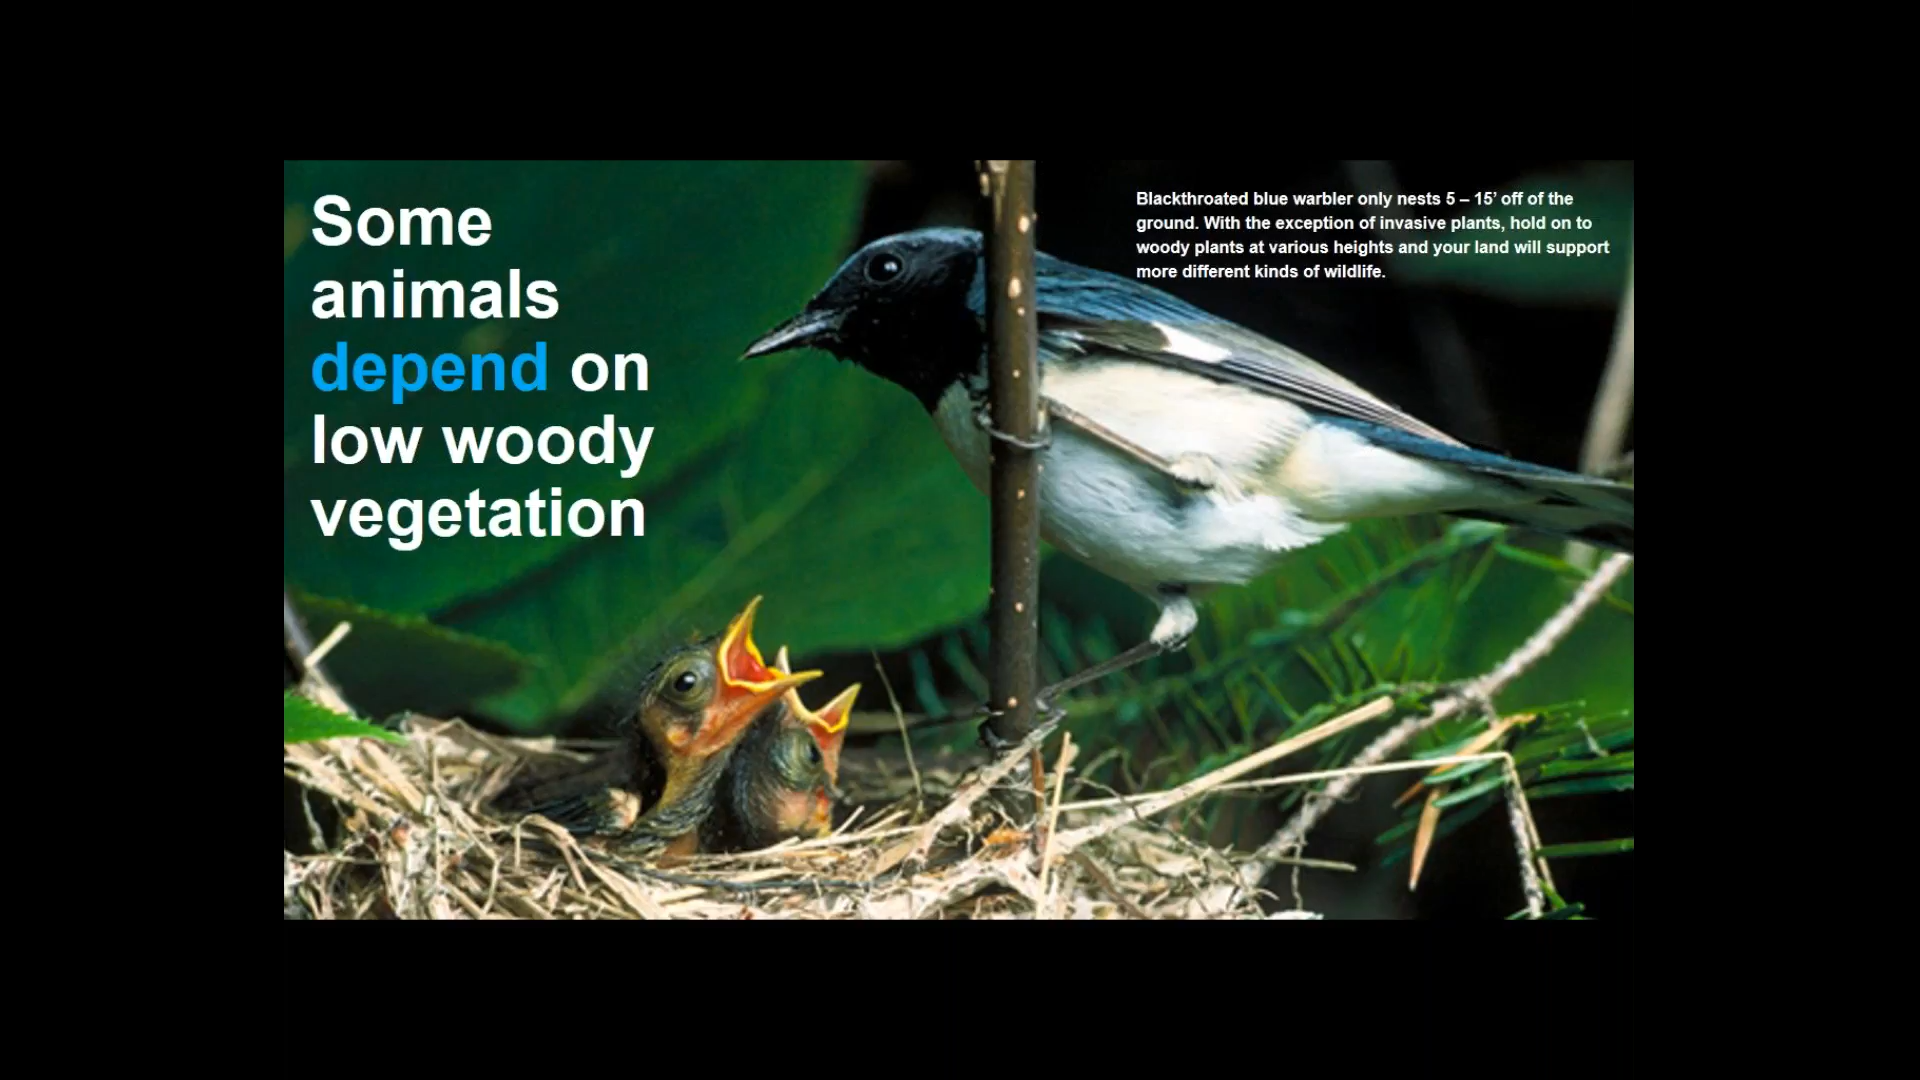 Some
animals
depend on
low woody
vegetation
Blackthroated blue warbler only nests 5 – 15’ off of the
ground. With the exception of invasive plants, hold on to
woody plants at various heights and your land will support
more different kinds of wildlife.